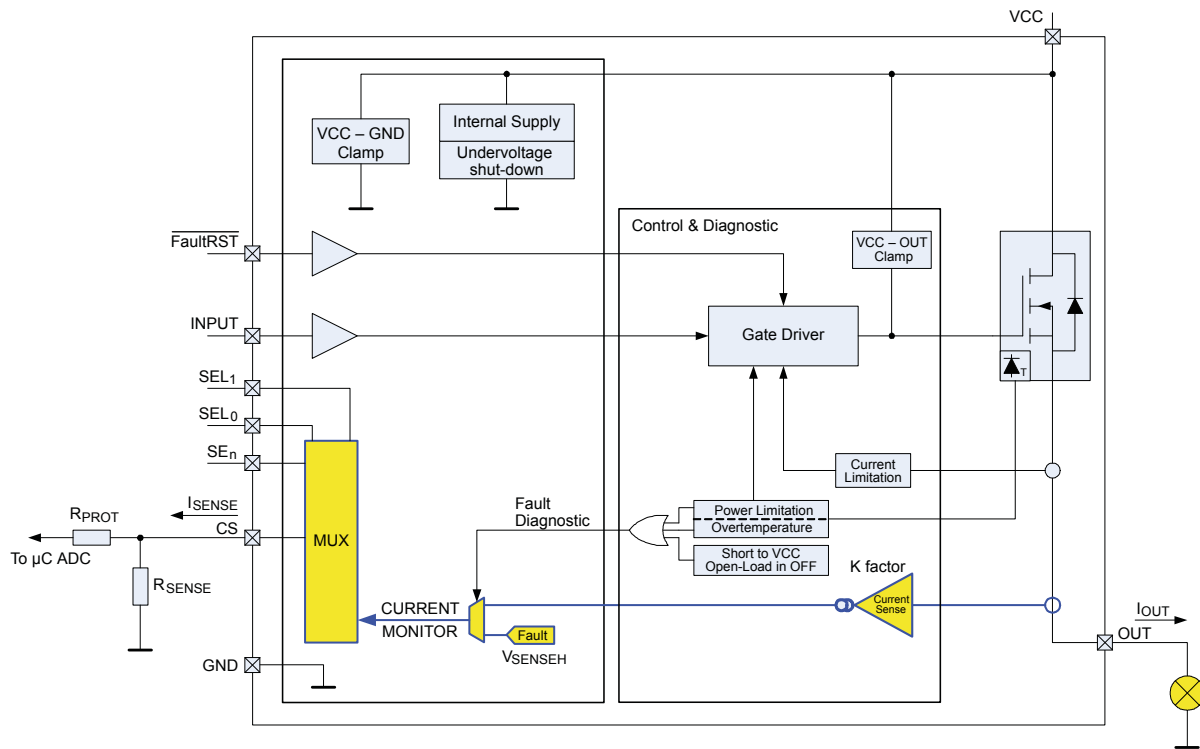 VCC
VCC – GND
Clamp
Internal Supply
Undervoltage
shut-down
Control & Diagnostic
FaultRST
VCC – OUT
Clamp
INPUT
Gate Driver
SEL1
T
SEL0
SEn
Current
Limitation
ISENSE
RPROT
CS
To µC ADC
MUX
Fault
Diagnostic
Power Limitation
Overtemperature
Short to VCC
Open-Load in OFF
RSENSE
K factor
Current
Sense
CURRENT
MONITOR
Fault
VSENSEH
IOUT
OUT
GND